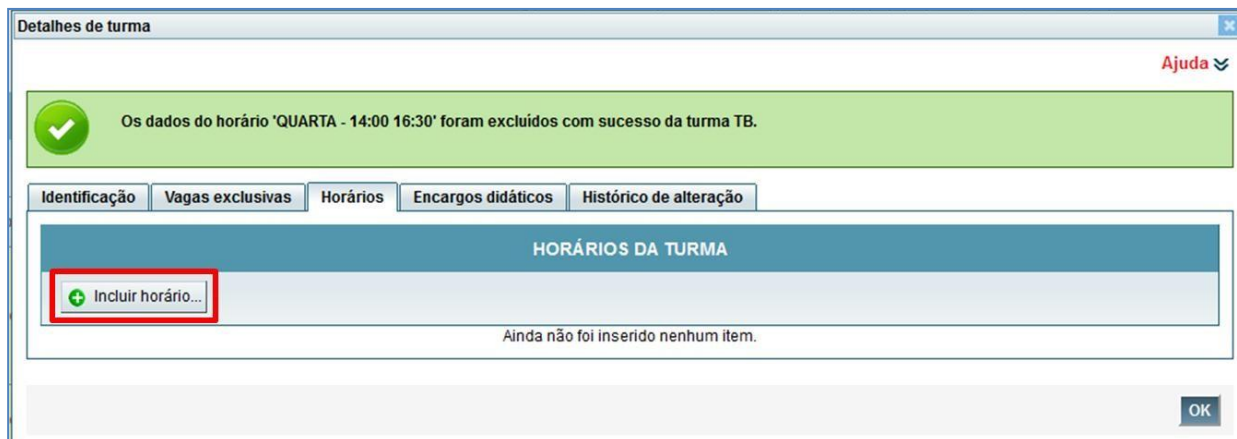 Detalhes de turma
Ajuda
Os dados do horário 'QUARTA - 14:00 16:30' foram excluídos com sucesso da turma TB.
Identificação Vagas exclusivas Horários Encargos didáticos Histórico de alteração
HORÁRIOS DA TURMA
Incluir horário...
Ainda não foi inserido nenhum item.
OK